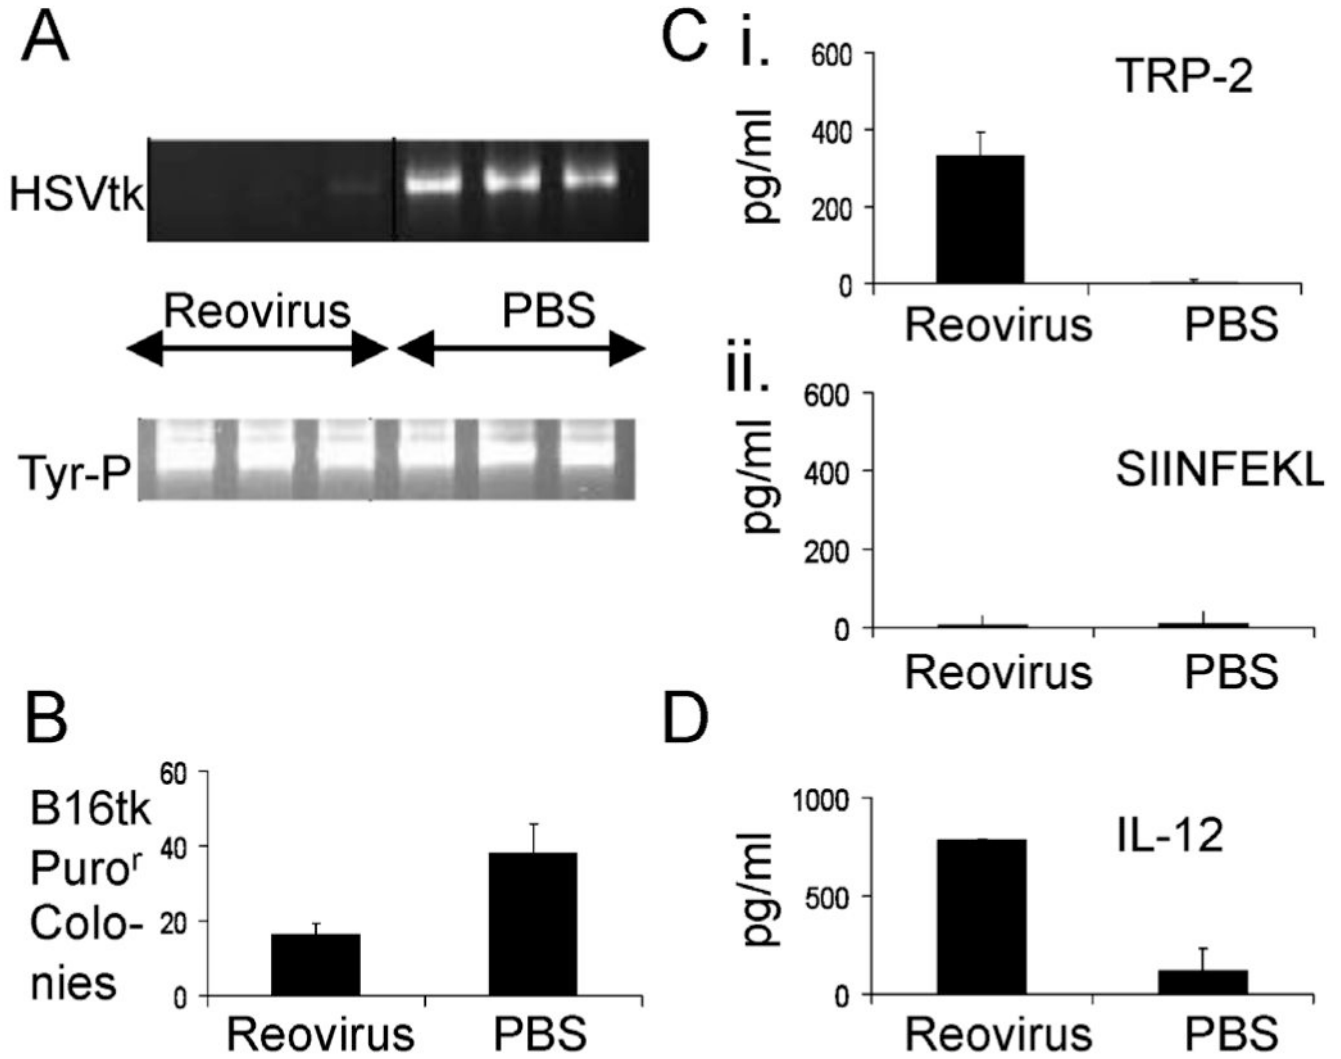 A
HSVtk
Reovirus
PBS
Tyr-P
B
B16tk
Puroʳ
Colo-
nies
60
40
20
0
Reovirus
PBS
C i.
TRP-2
pg/ml
600
400
200
0
Reovirus
PBS
ii.
SIINFEKL
pg/ml
600
400
200
0
Reovirus
PBS
D
IL-12
pg/ml
1000
500
0
Reovirus
PBS